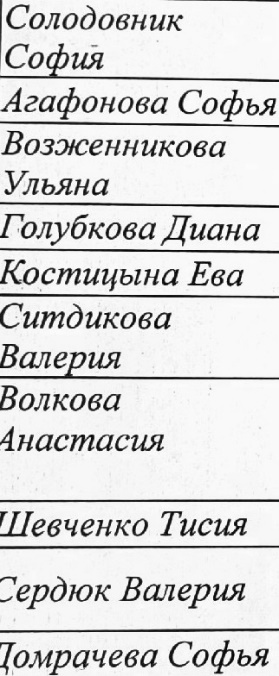 Солодовник
София
Агафонова Софья
Возженникова
Ульяна
Голубкова Диана
Костицына Ева
Ситдикова
Валерия
Волкова
Анастасия
Шевченко Тисия
Сердюк Валерия
Домрачева Софья